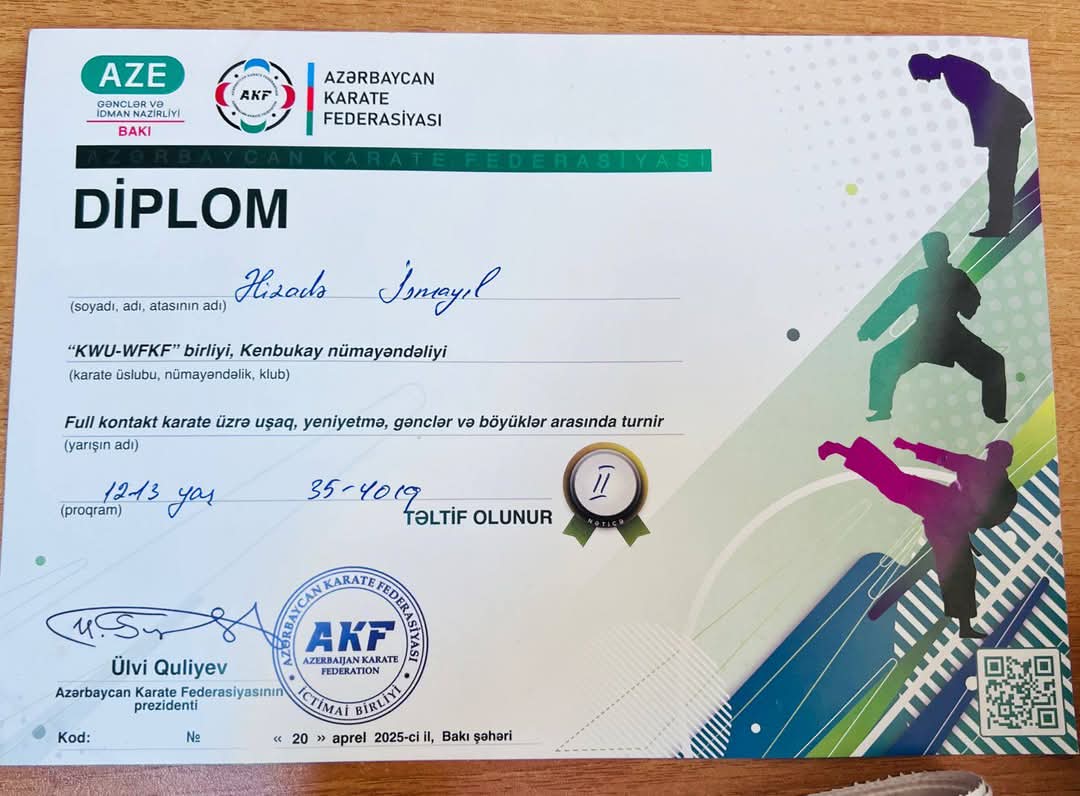 AZE
GƏNCLƏR VƏ
İDMAN NAZİRLİYİ
BAKI
AKF
AZƏRBAYCAN
KARATE
FEDERASİYASI
AZƏRBAYCAN KARATE FEDERASİYASI
DİPLOM
İsmayıl
(soyadı, adı, atasının adı)
"KWU-WFKF" birliyi, Kenbukay nümayəndəliyi
(karate üslubu, nümayəndəlik, klub)
Full kontakt karate üzrə uşaq, yeniyetmə, gənclər və böyüklər arasında turnir
(yarışın adı)
12-13 yaş 35-40 kg
(proqram)
TƏLTİF OLUNUR
II
NƏTİCƏ
AZƏRBAYCAN KARATE FEDERASİYASI
AKF
AZERBAIJAN KARATE
FEDERATION
İCTİMAİ BİRLİYİ
Ülvi Quliyev
Azərbaycan Karate Federasiyasının
prezidenti
Kod: № « 20 » aprel 2025-ci il, Bakı şəhəri